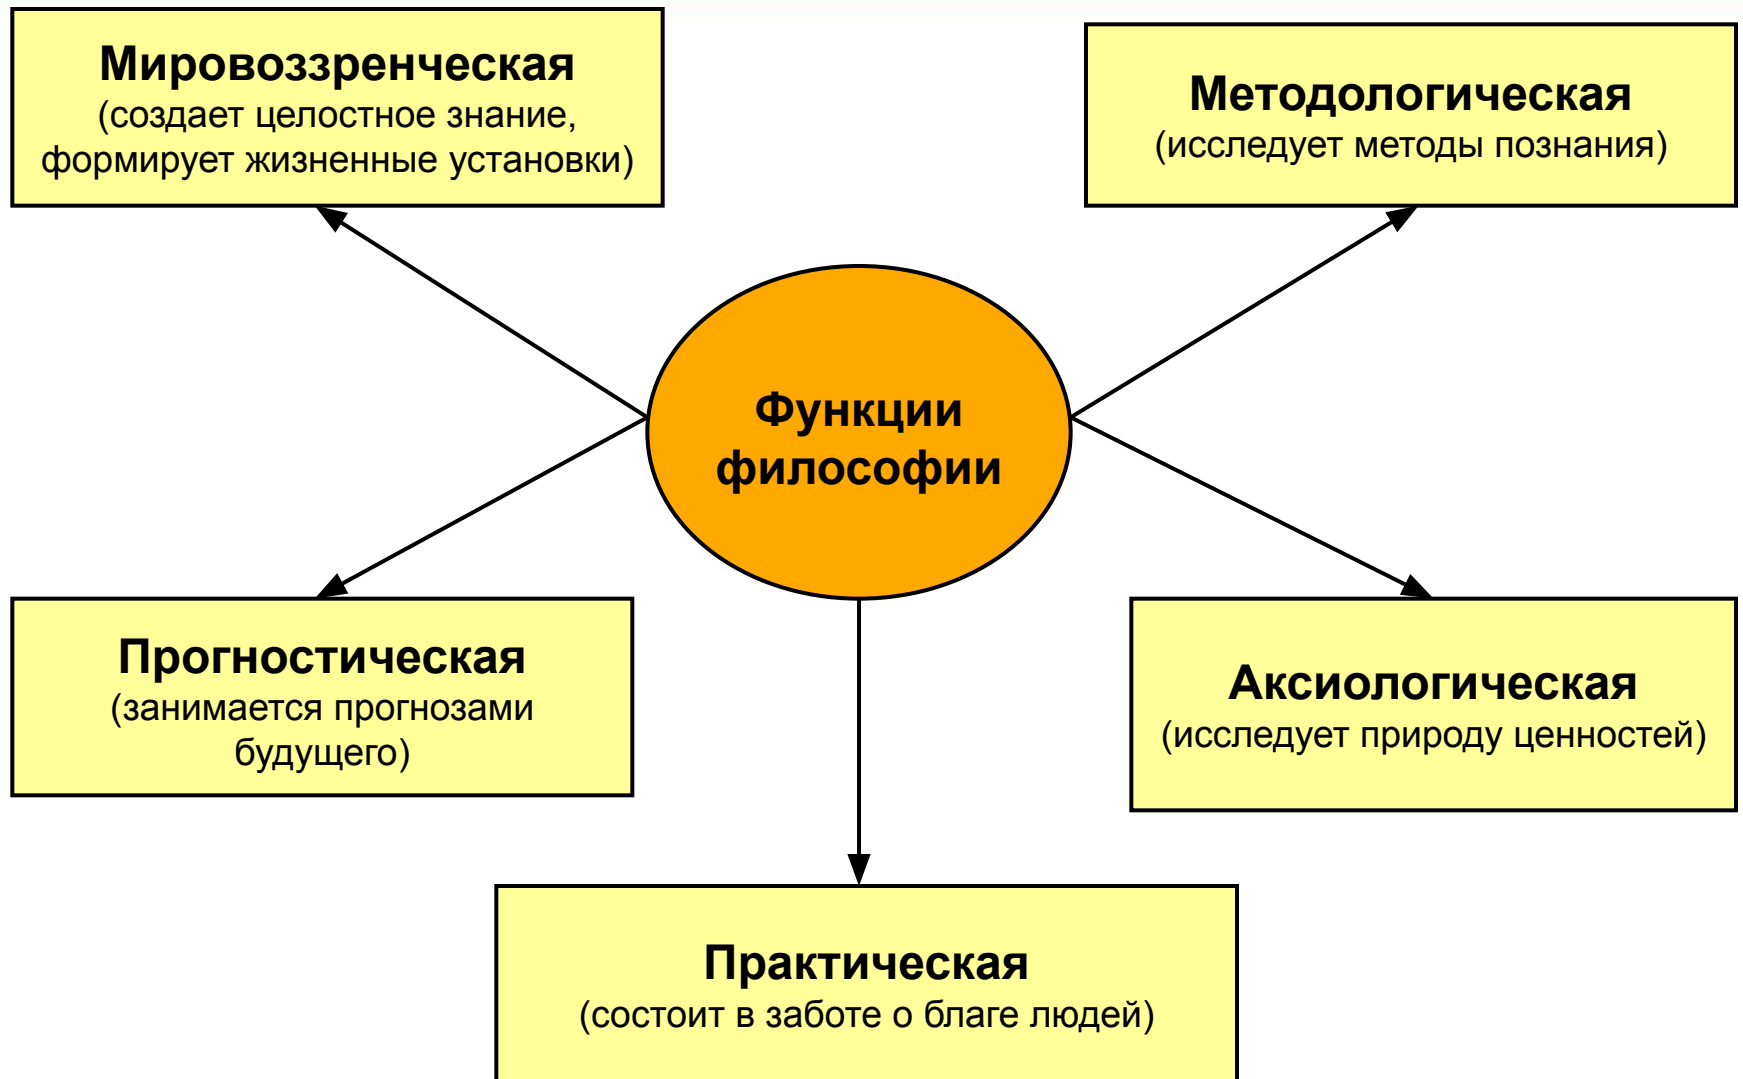 Мировоззренческая
(создает целостное знание,
формирует жизненные установки)
Методологическая
(исследует методы познания)
Функции
философии
Прогностическая
(занимается прогнозами
будущего)
Аксиологическая
(исследует природу ценностей)
Практическая
(состоит в заботе о благе людей)